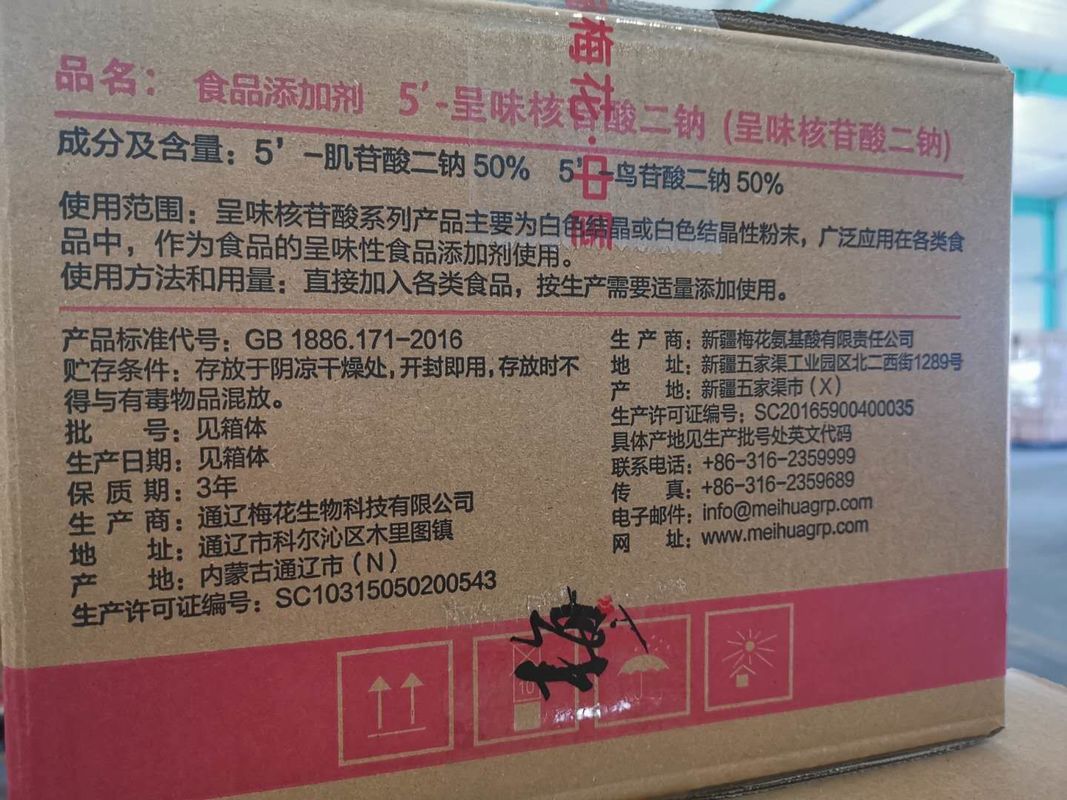 品名： 食品添加剂 5′-呈味核苷酸二钠 (呈味核苷酸二钠)
成分及含量：5′-肌苷酸二钠 50% 5′-鸟苷酸二钠 50%
使用范围：呈味核苷酸系列产品主要为白色结晶或白色结晶性粉末，广泛应用在各类食
品中，作为食品的呈味性食品添加剂使用。
使用方法和用量：直接加入各类食品，按生产需要适量添加使用。
产品标准代号：GB 1886.171-2016
贮存条件：存放于阴凉干燥处,开封即用,存放时不
得与有毒物品混放。
批 号：见箱体
生产日期：见箱体
保 质 期：3年
生 产 商：通辽梅花生物科技有限公司
地 址：通辽市科尔沁区木里图镇
产 地：内蒙古通辽市（N）
生产许可证编号：SC10315050200543
生 产 商：新疆梅花氨基酸有限责任公司
地 址：新疆五家渠工业园区北二西街1289号
产 地：新疆五家渠市（X）
生产许可证编号：SC20165900400035
具体产地见生产批号处英文代码
联系电话：+86-316-2359999
传 真：+86-316-2359689
电子邮件：info@meihuagrp.com
网 址：www.meihuagrp.com
梅花·中国
10